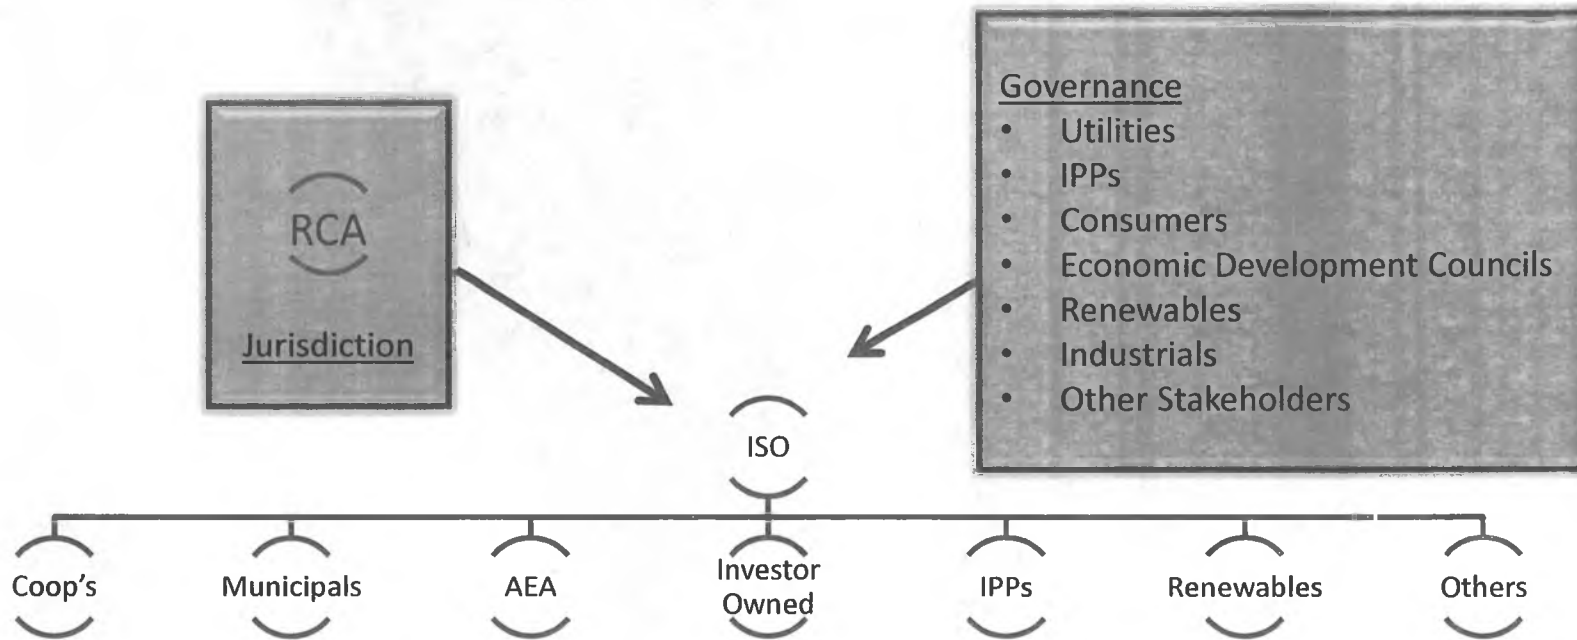 RCA
Jurisdiction
Governance
• Utilities
• IPPs
• Consumers
• Economic Development Councils
• Renewables
• Industrials
• Other Stakeholders
ISO
Coop's
Municipals
AEA
Investor
Owned
IPPs
Renewables
Others